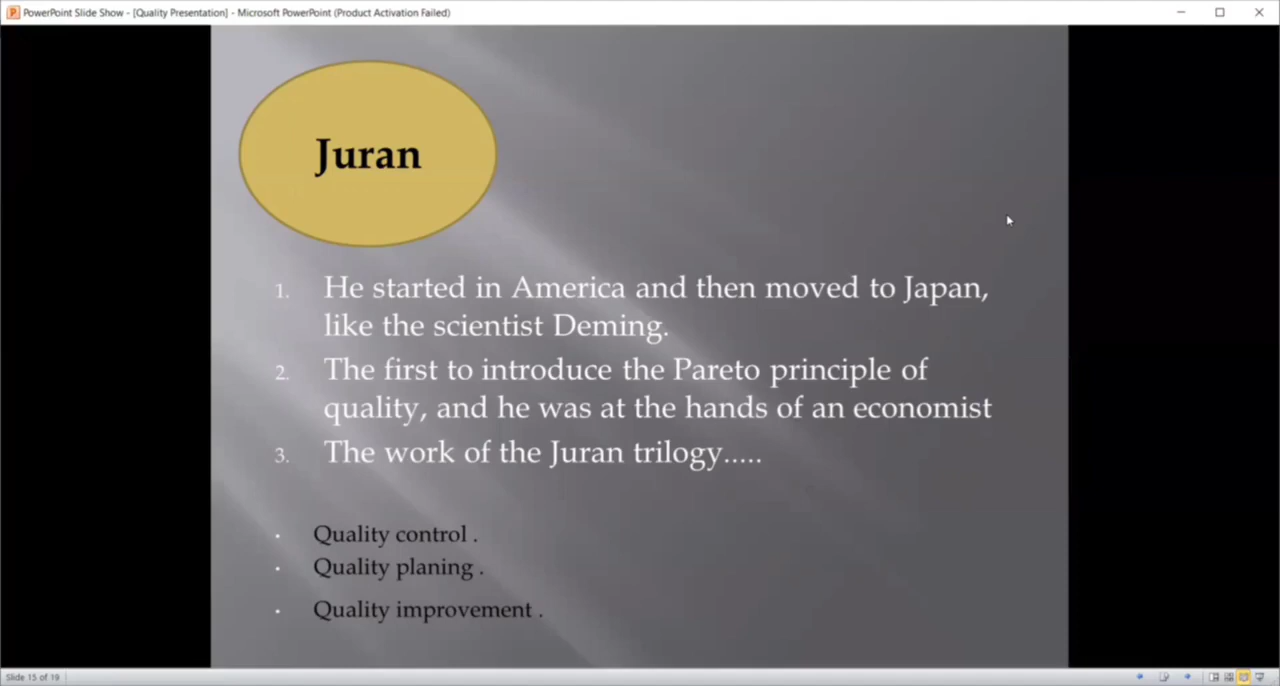 PowerPoint Slide Show - [Quality Presentation] - Microsoft PowerPoint (Product Activation Failed)
Juran
1. He started in America and then moved to Japan,
like the scientist Deming.
2. The first to introduce the Pareto principle of
quality, and he was at the hands of an economist
3. The work of the Juran trilogy.....
• Quality control .
• Quality planing .
• Quality improvement .
Slide 15 of 19